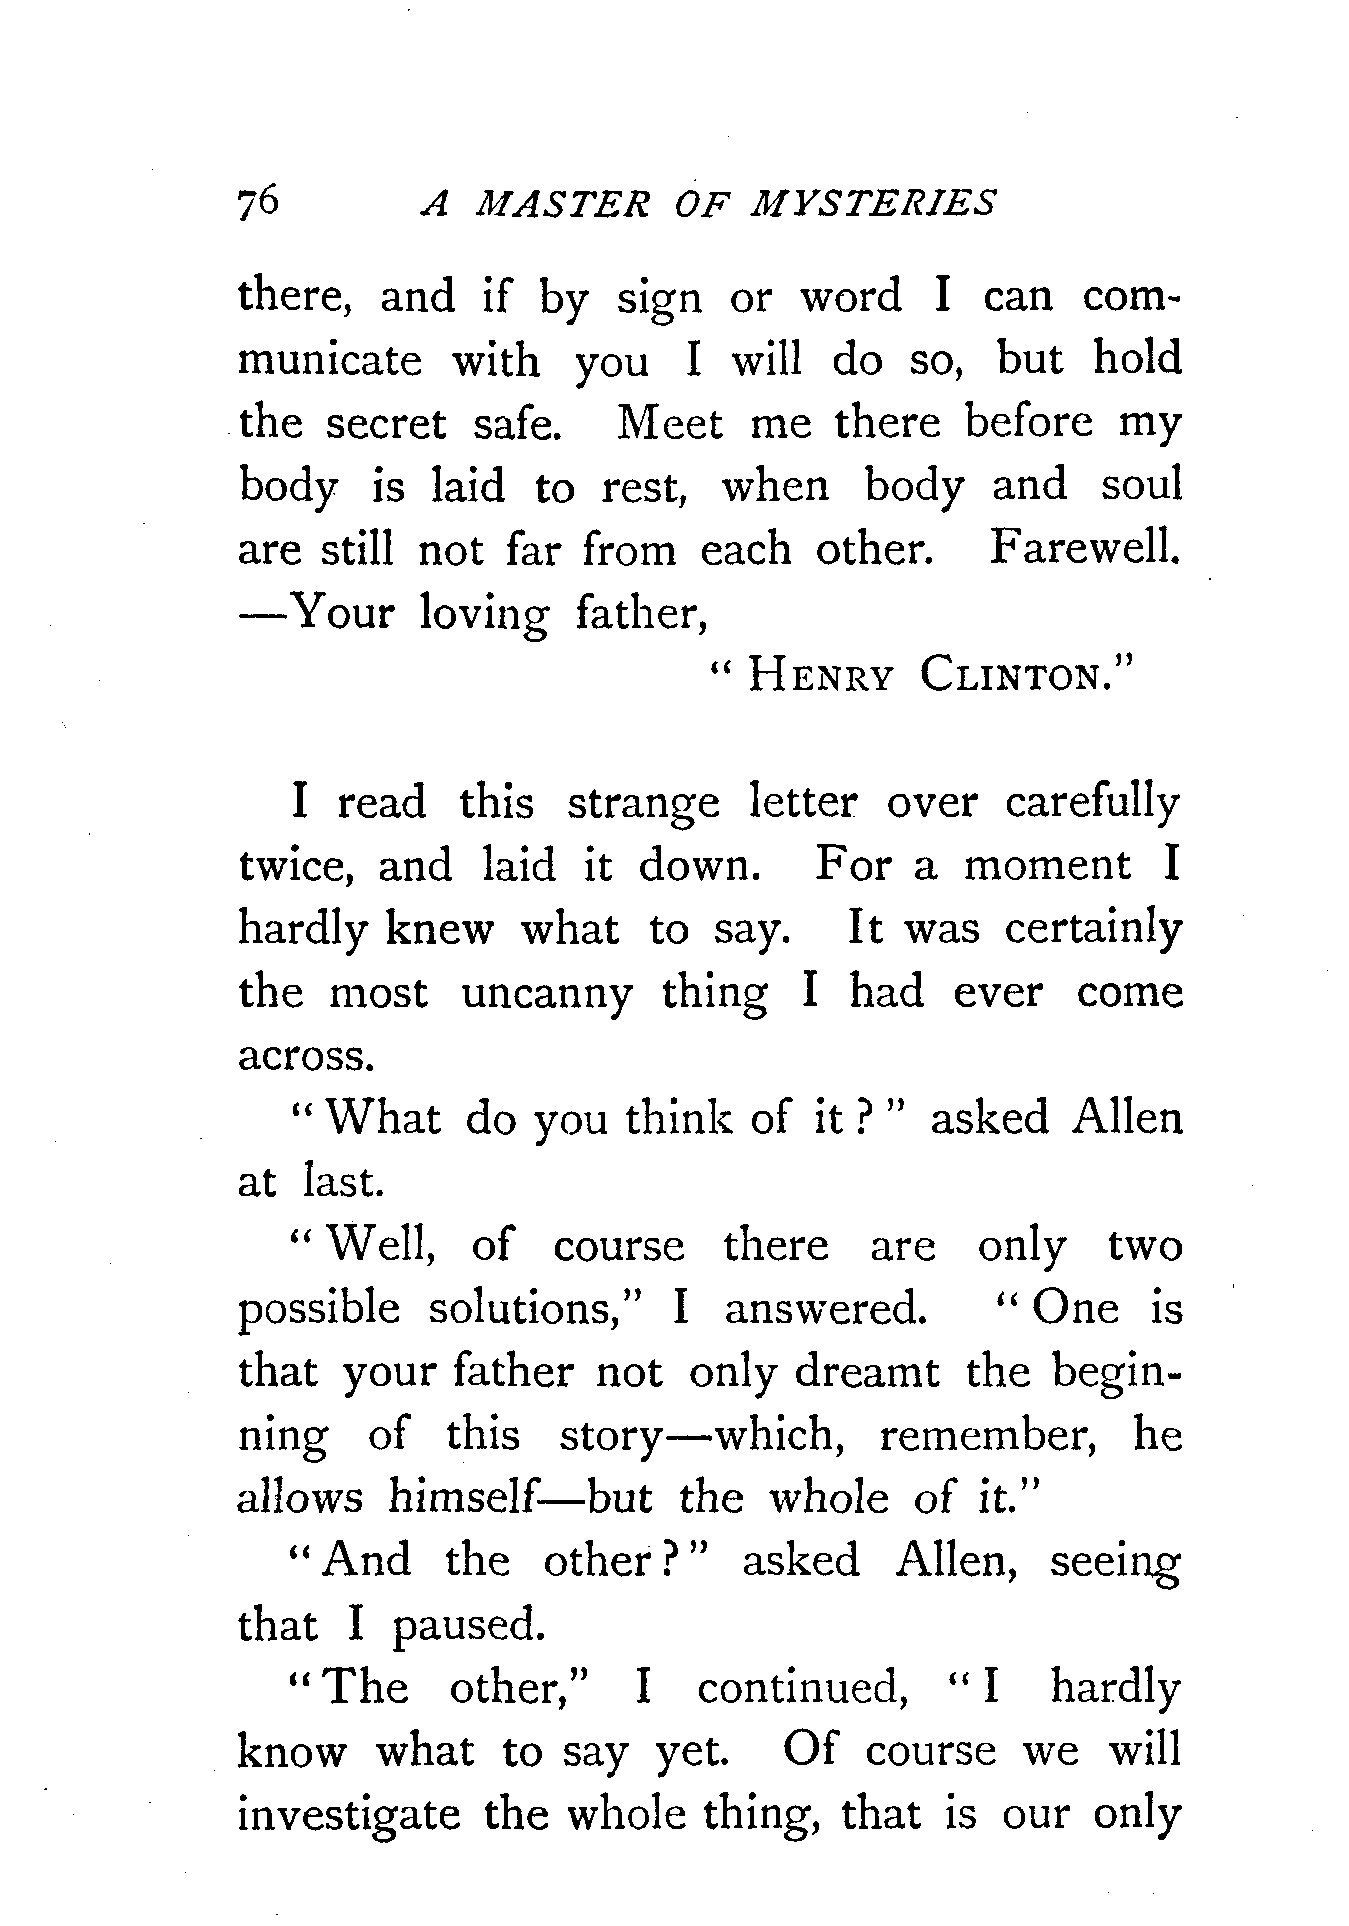 76 A MASTER OF MYSTERIES
there, and if by sign or word I can com-
municate with you I will do so, but hold
the secret safe. Meet me there before my
body is laid to rest, when body and soul
are still not far from each other. Farewell.
—Your loving father,
" HENRY CLINTON."
I read this strange letter over carefully
twice, and laid it down. For a moment I
hardly knew what to say. It was certainly
the most uncanny thing I had ever come
across.
" What do you think of it ? " asked Allen
at last.
" Well, of course there are only two
possible solutions," I answered. " One is
that your father not only dreamt the begin-
ning of this story—which, remember, he
allows himself—but the whole of it."
" And the other ? " asked Allen, seeing
that I paused.
" The other," I continued, " I hardly
know what to say yet. Of course we will
investigate the whole thing, that is our only